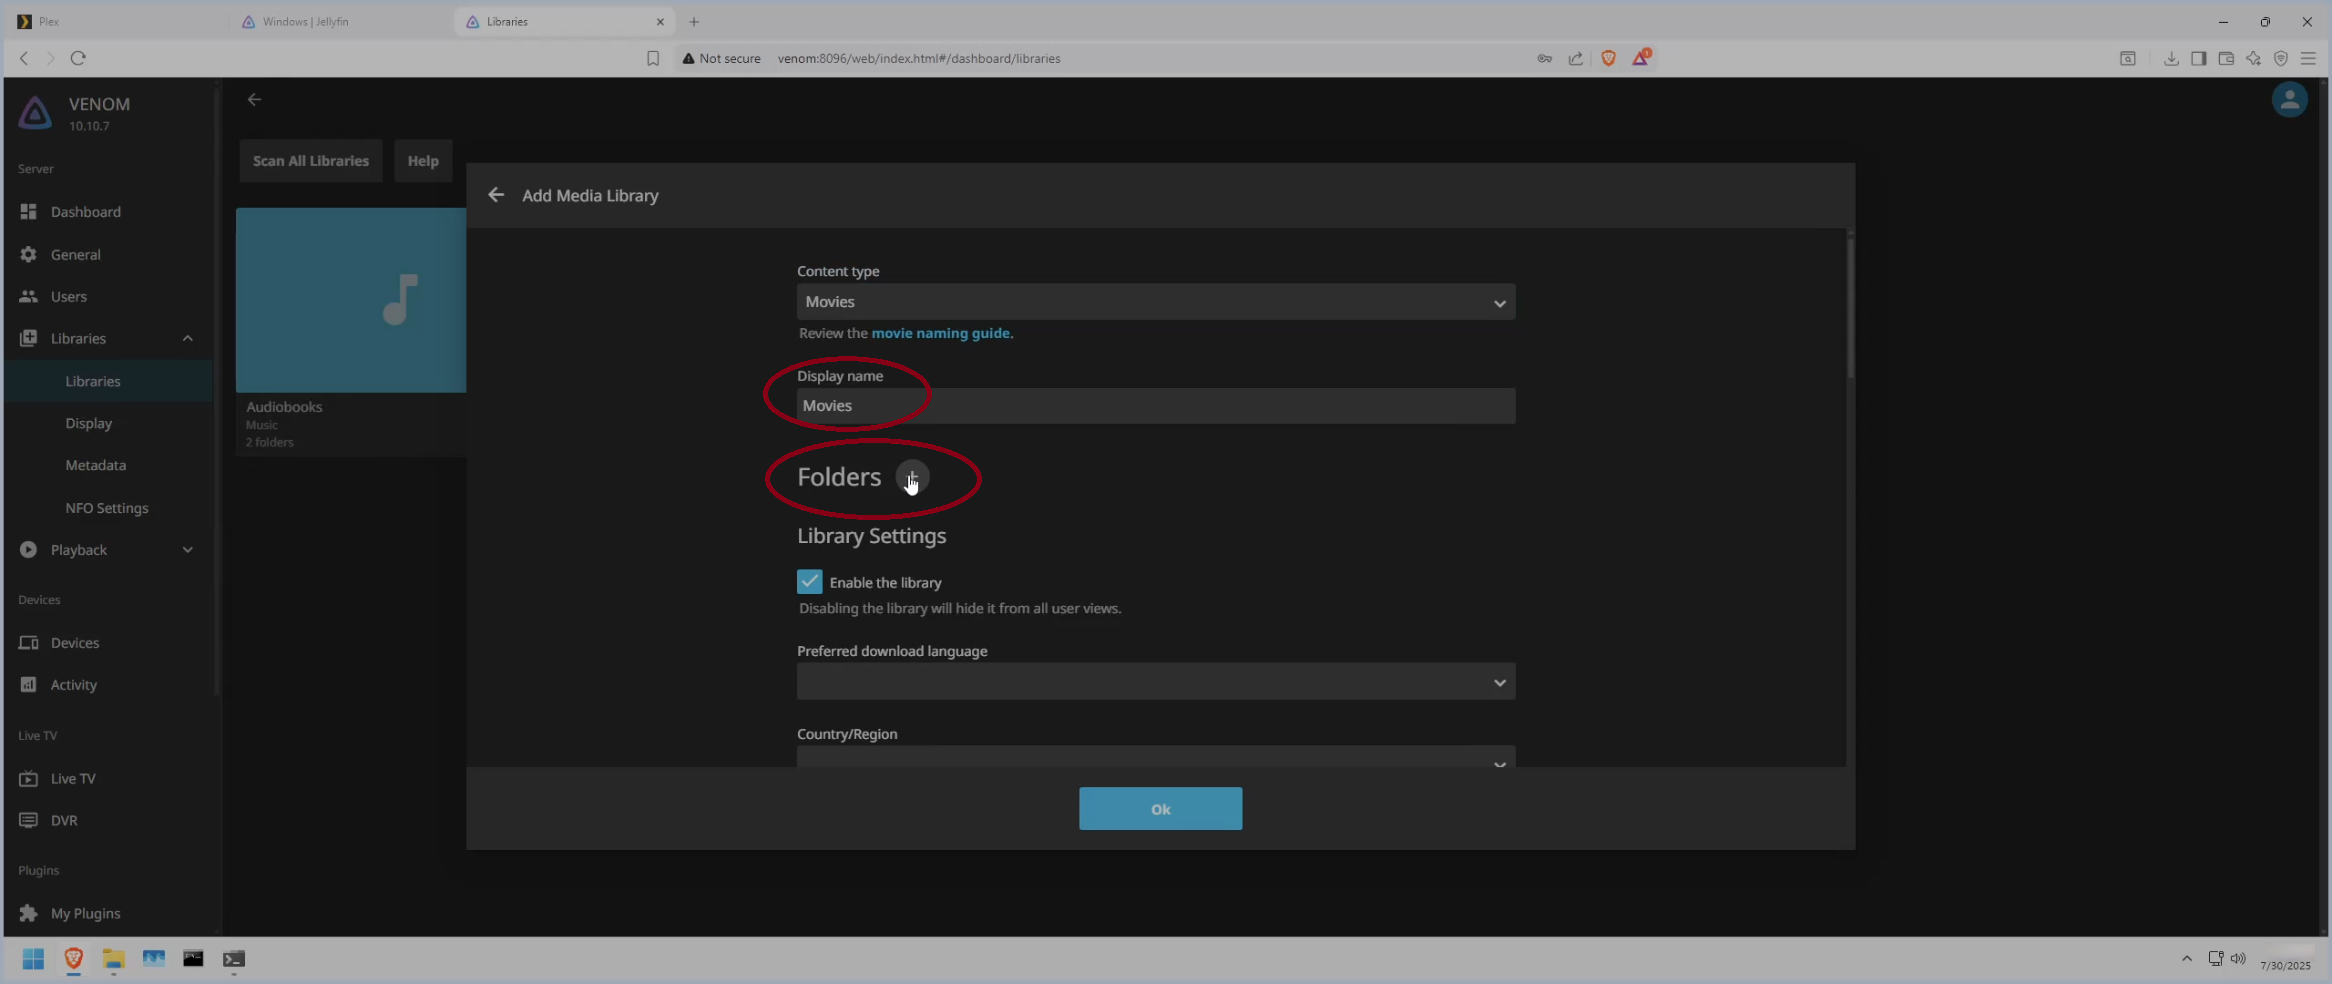 Plex
Windows | Jellyfin
Libraries
Not secure venom:8096/web/index.html#/dashboard/libraries
1
VENOM
10.10.7
Server
Dashboard
General
Users
Libraries
Libraries
Display
Metadata
NFO Settings
Playback
Devices
Devices
Activity
Live TV
Live TV
DVR
Plugins
My Plugins
Scan All Libraries
Help
Audiobooks
Music
2 folders
Add Media Library
Content type
Movies
Review the movie naming guide.
Display name
Movies
Folders
Library Settings
Enable the library
Disabling the library will hide it from all user views.
Preferred download language
Country/Region
Ok
7/30/2025